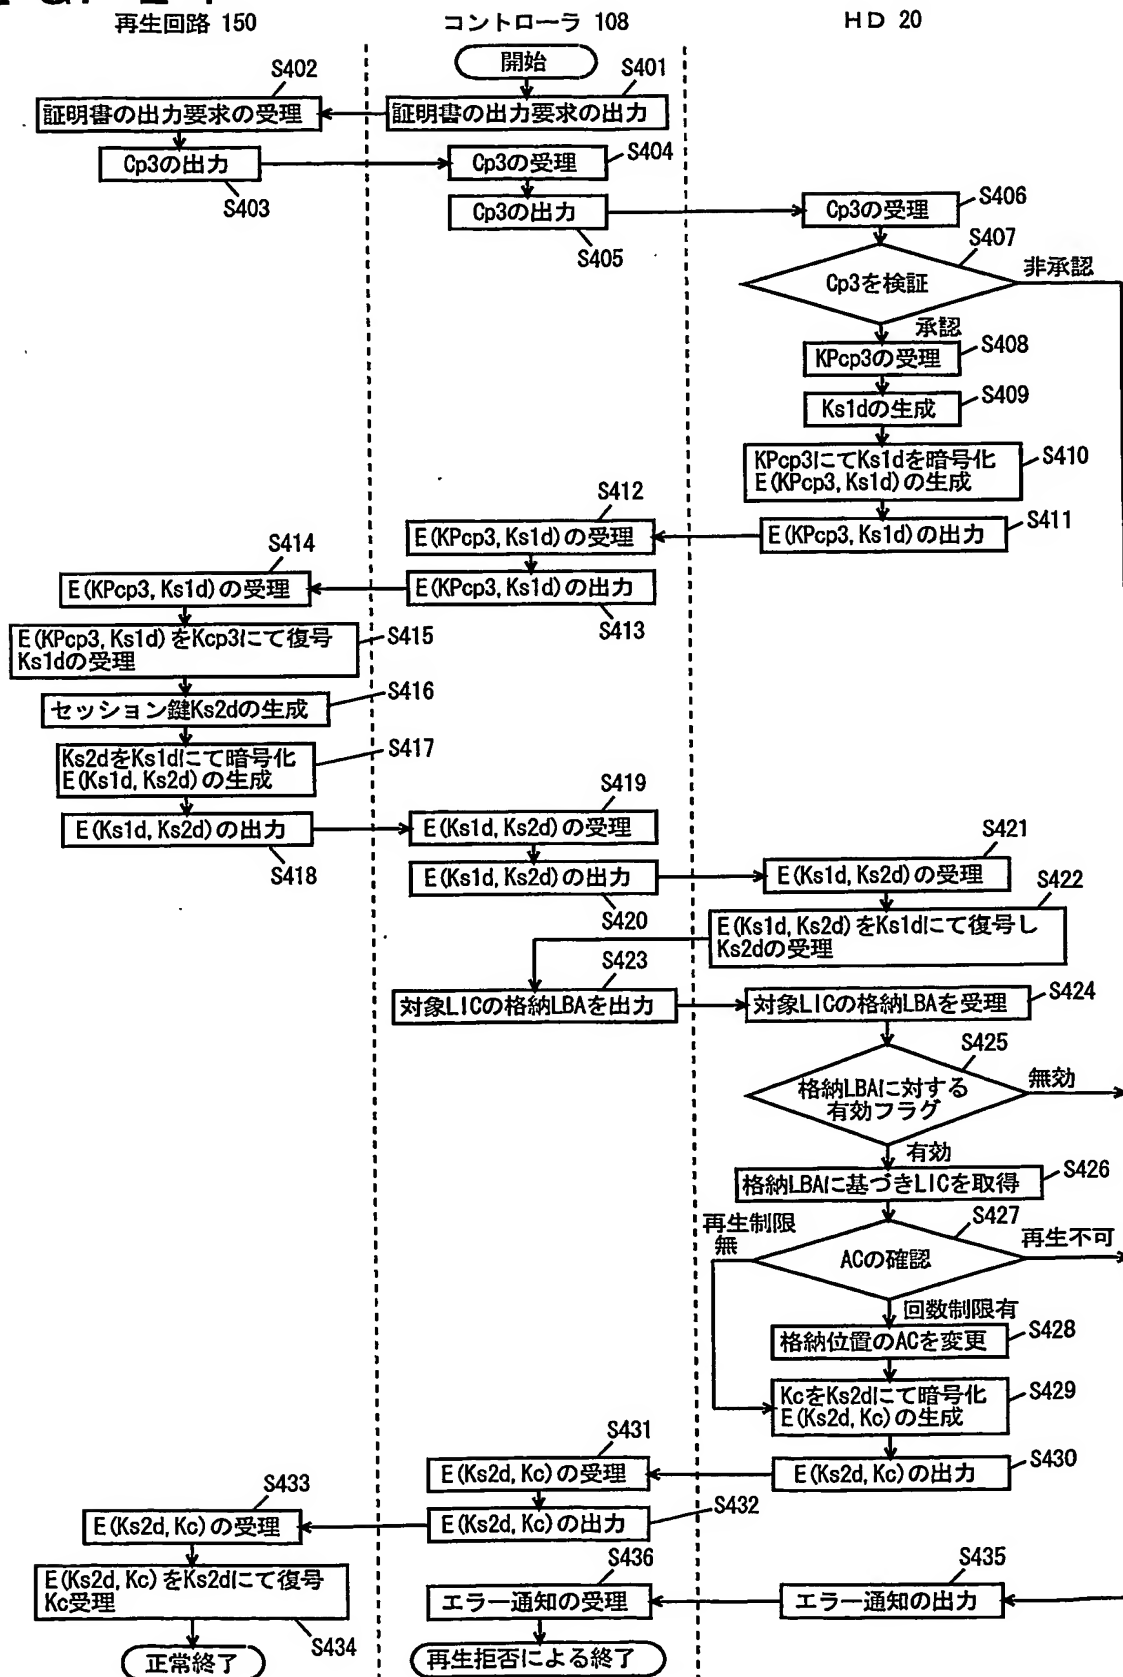 再生回路 150
コントローラ 108
HD 20
開始
S401
S402
証明書の出力要求の受理
証明書の出力要求の出力
Cp3の出力
S403
Cp3の受理
S404
Cp3の出力
S405
Cp3の受理
S406
S407
Cp3を検証
非承認
承認
KPcp3の受理
S408
Ks1dの生成
S409
KPcp3にてKs1dを暗号化
E(KPcp3, Ks1d)の生成
S410
E(KPcp3, Ks1d)の出力
S411
S412
E(KPcp3, Ks1d)の受理
E(KPcp3, Ks1d)の出力
S413
S414
E(KPcp3, Ks1d)の受理
E(KPcp3, Ks1d)をKcp3にて復号
Ks1dの受理
S415
セッション鍵Ks2dの生成
S416
Ks2dをKs1dにて暗号化
E(Ks1d, Ks2d)の生成
S417
E(Ks1d, Ks2d)の出力
S418
S419
E(Ks1d, Ks2d)の受理
E(Ks1d, Ks2d)の出力
S420
S421
E(Ks1d, Ks2d)の受理
S422
E(Ks1d, Ks2d)をKs1dにて復号し
Ks2dの受理
S423
対象LICの格納LBAを出力
対象LICの格納LBAを受理
S424
S425
格納LBAに対する
有効フラグ
無効
有効
格納LBAに基づきLICを取得
S426
S427
再生制限
無
ACの確認
再生不可
回数制限有
格納位置のACを変更
S428
KcをKs2dにて暗号化
E(Ks2d, Kc)の生成
S429
E(Ks2d, Kc)の出力
S430
S431
E(Ks2d, Kc)の受理
E(Ks2d, Kc)の出力
S432
S433
E(Ks2d, Kc)の受理
E(Ks2d, Kc)をKs2dにて復号
Kc受理
S434
正常終了
S435
エラー通知の出力
S436
エラー通知の受理
再生拒否による終了